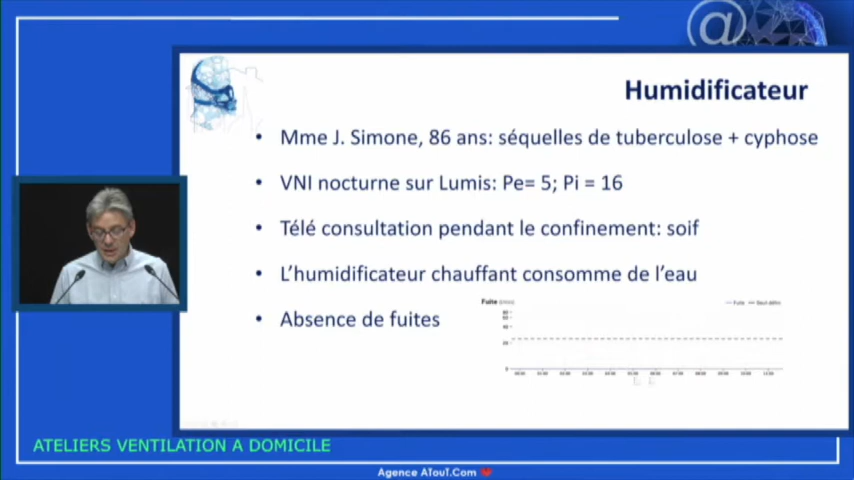 Humidificateur
• Mme J. Simone, 86 ans: séquelles de tuberculose + cyphose
• VNI nocturne sur Lumis: Pe= 5; Pi = 16
• Télé consultation pendant le confinement: soif
• L'humidificateur chauffant consomme de l'eau
• Absence de fuites
Fuite
Fuite
ATELIERS VENTILATION A DOMICILE
Agence ATouT.Com